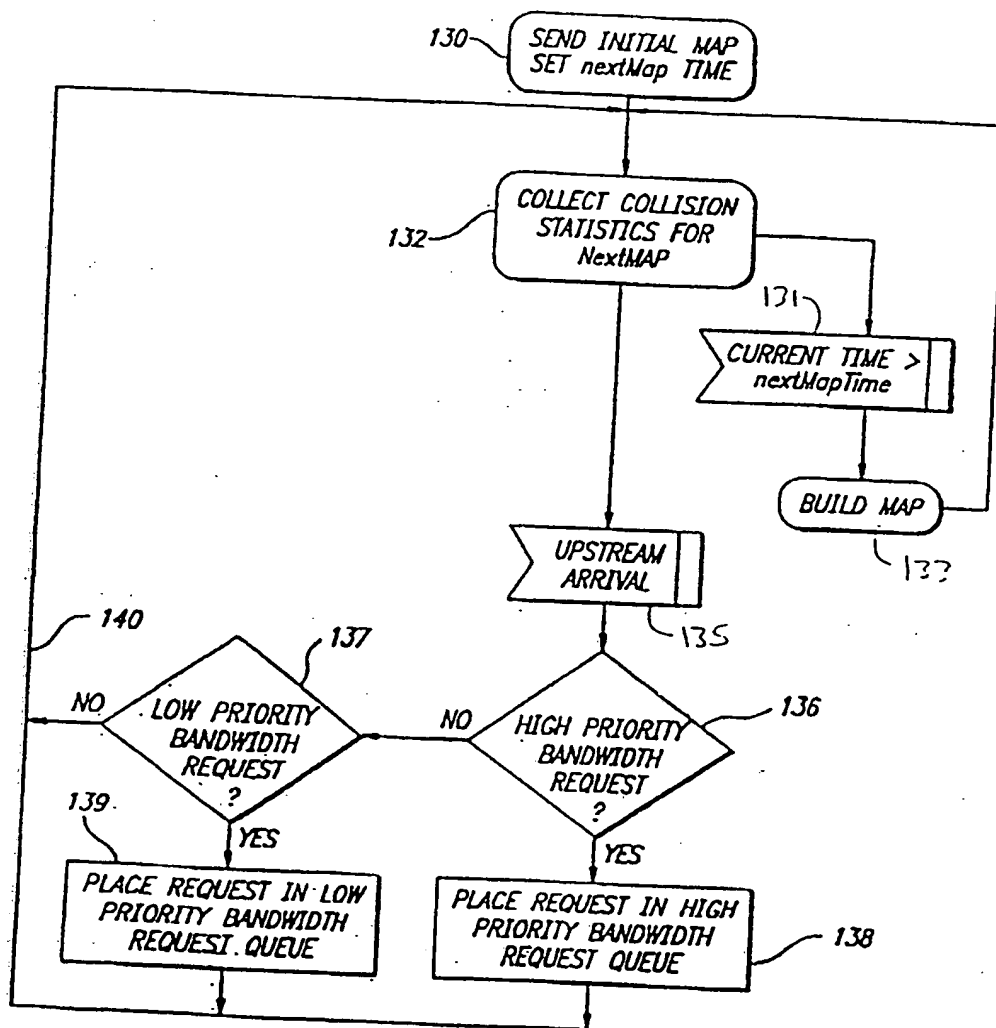 130
SEND INITIAL MAP
SET nextMap TIME
132
COLLECT COLLISION
STATISTICS FOR
NextMAP
131
CURRENT TIME >
nextMapTime
BUILD MAP
133
UPSTREAM
ARRIVAL
135
140
137
136
NO
LOW PRIORITY
BANDWIDTH
REQUEST
?
NO
HIGH PRIORITY
BANDWIDTH
REQUEST
?
139
YES
YES
PLACE REQUEST IN LOW
PRIORITY BANDWIDTH
REQUEST QUEUE
PLACE REQUEST IN HIGH
PRIORITY BANDWIDTH
REQUEST QUEUE
138